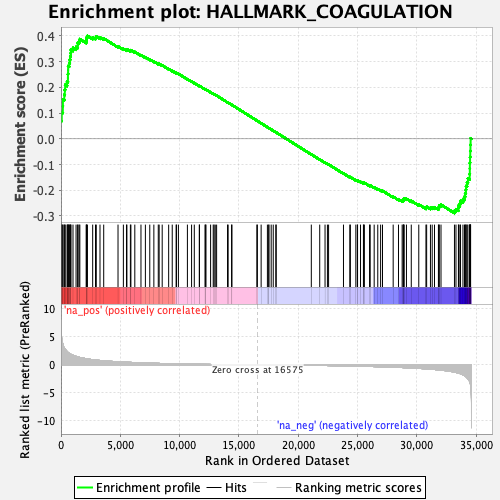 Enrichment plot: HALLMARK_COAGULATION
Enrichment score (ES)
0.4
0.3
0.2
0.1
0.0
-0.1
-0.2
-0.3
'na_pos' (positively correlated)
Ranked list metric (PreRanked)
10
5
0
-5
-10
Zero cross at 16575
'na_neg' (negatively correlated)
0
5,000
10,000
15,000
20,000
25,000
30,000
35,000
Rank in Ordered Dataset
Enrichment profile
Hits
Ranking metric scores